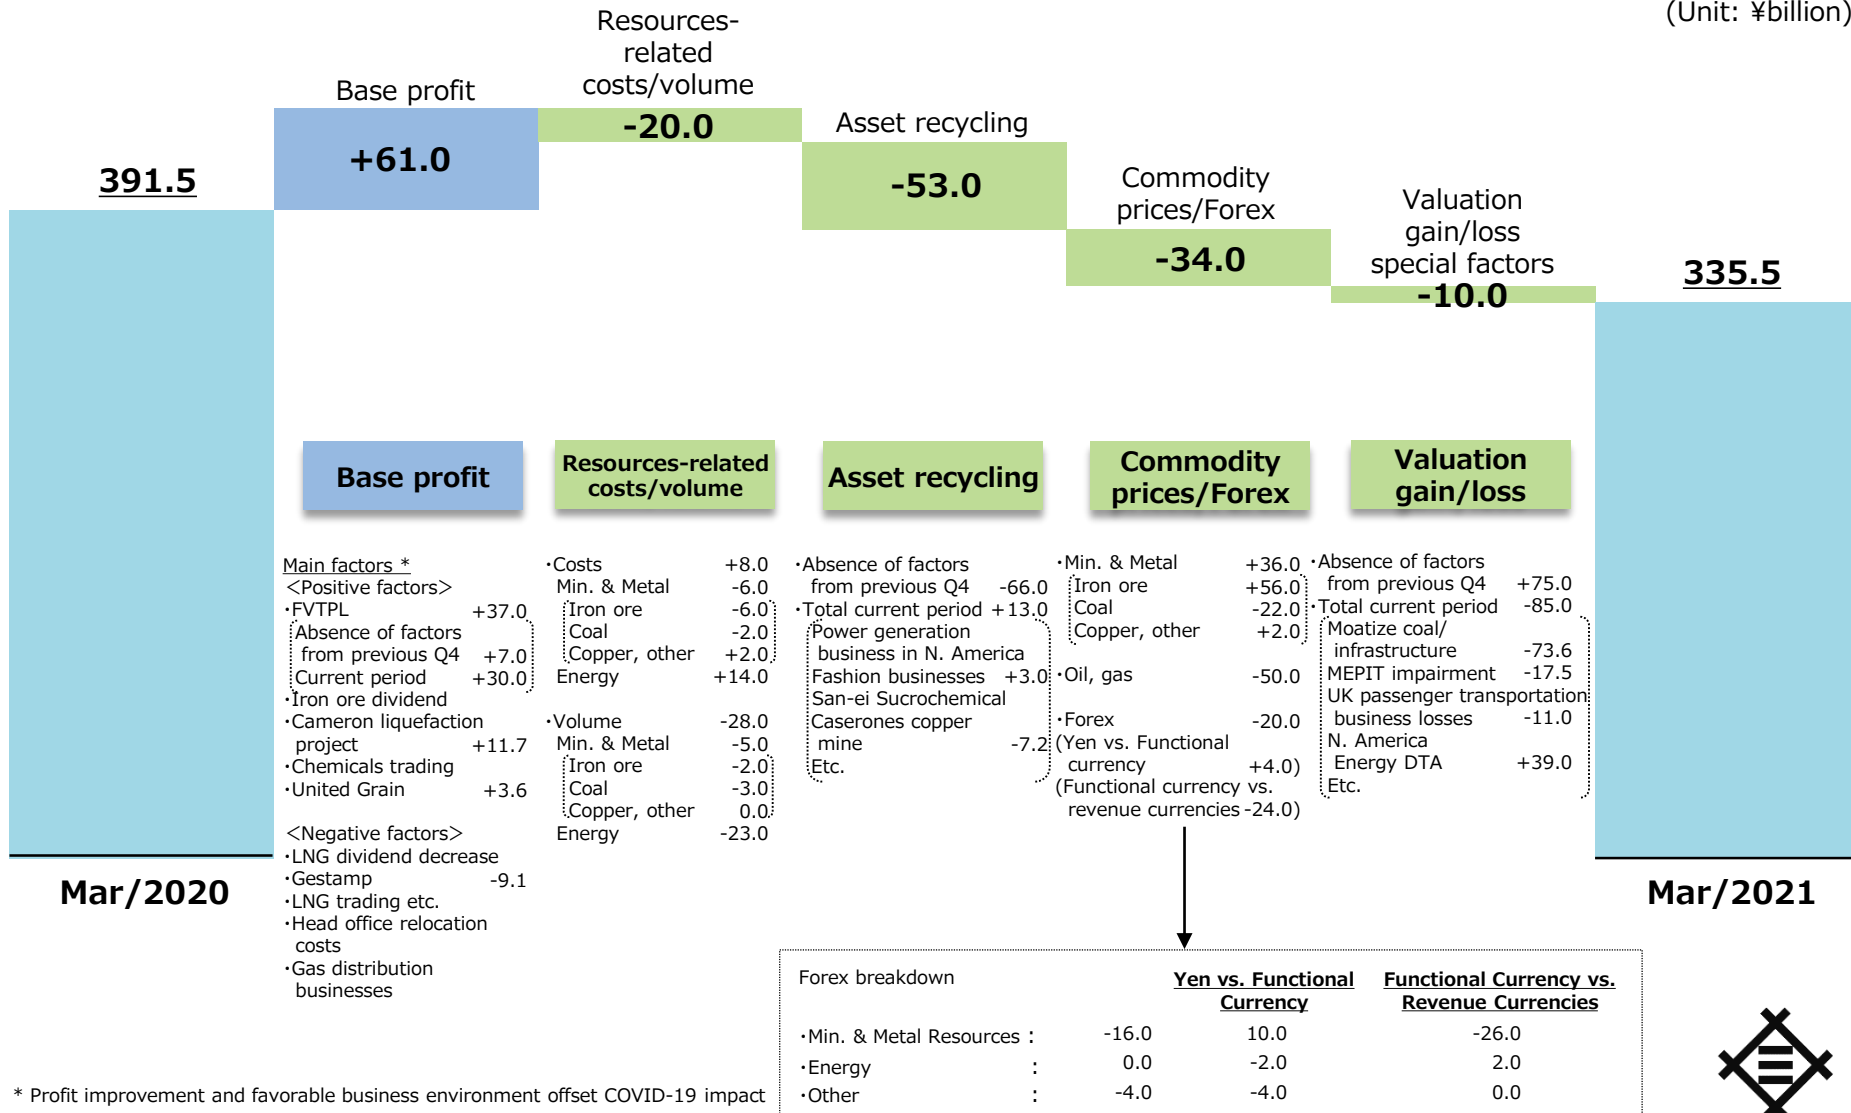 (Unit: ¥billion)
Resources-
related
costs/volume
Base profit
-20.0
Asset recycling
+61.0
391.5
-53.0
Commodity
prices/Forex
Valuation
gain/loss
special factors
-34.0
335.5
-10.0
Base profit
Resources-related
costs/volume
Asset recycling
Commodity
prices/Forex
Valuation
gain/loss
Main factors *
<Positive factors>
・FVTPL +37.0
Absence of factors
from previous Q4 +7.0
Current period +30.0
・Iron ore dividend
・Cameron liquefaction
project +11.7
・Chemicals trading
・United Grain +3.6
<Negative factors>
・LNG dividend decrease
・Gestamp -9.1
・LNG trading etc.
・Head office relocation
costs
・Gas distribution
businesses
・Costs +8.0
Min. & Metal -6.0
Iron ore -6.0
Coal -2.0
Copper, other +2.0
Energy +14.0
・Volume -28.0
Min. & Metal -5.0
Iron ore -2.0
Coal -3.0
Copper, other 0.0
Energy -23.0
・Absence of factors
from previous Q4 -66.0
・Total current period +13.0
Power generation
business in N. America
Fashion businesses +3.0
San-ei Sucrochemical
Caserones copper
mine -7.2
Etc.
・Min. & Metal +36.0
Iron ore +56.0
Coal -22.0
Copper, other +2.0
・Oil, gas -50.0
・Forex -20.0
(Yen vs. Functional
currency +4.0)
(Functional currency vs.
revenue currencies -24.0)
・Absence of factors
from previous Q4 +75.0
・Total current period -85.0
Moatize coal/
infrastructure -73.6
MEPIT impairment -17.5
UK passenger transportation
business losses -11.0
N. America
Energy DTA +39.0
Etc.
Mar/2020
Mar/2021
Forex breakdown
Yen vs. Functional
Currency
Functional Currency vs.
Revenue Currencies
・Min. & Metal Resources : -16.0 10.0 -26.0
・Energy : 0.0 -2.0 2.0
・Other : -4.0 -4.0 0.0
* Profit improvement and favorable business environment offset COVID-19 impact